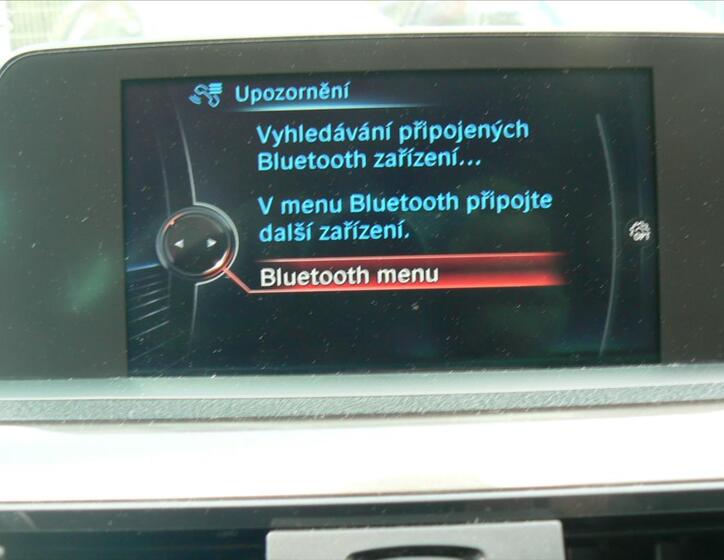 Upozornění
Vyhledávání připojených
Bluetooth zařízení...
V menu Bluetooth připojte
další zařízení.
Bluetooth menu